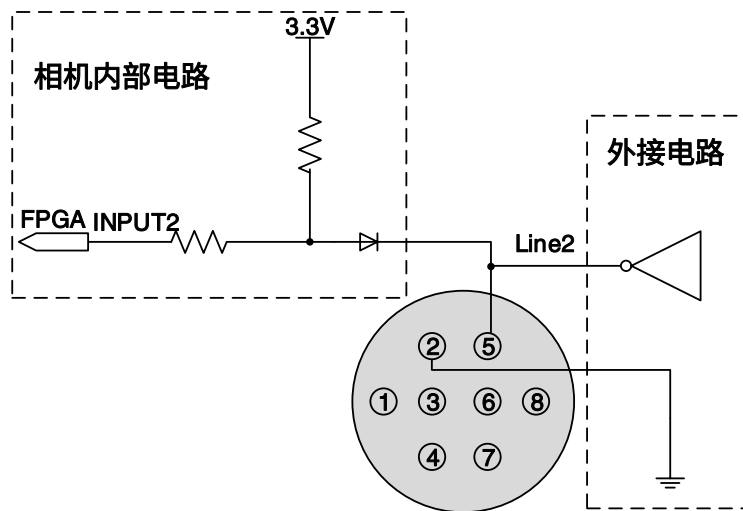 3.3V
相机内部电路
外接电路
FPGA INPUT2
Line2
② ⑤
① ③ ⑥ ⑧
④ ⑦